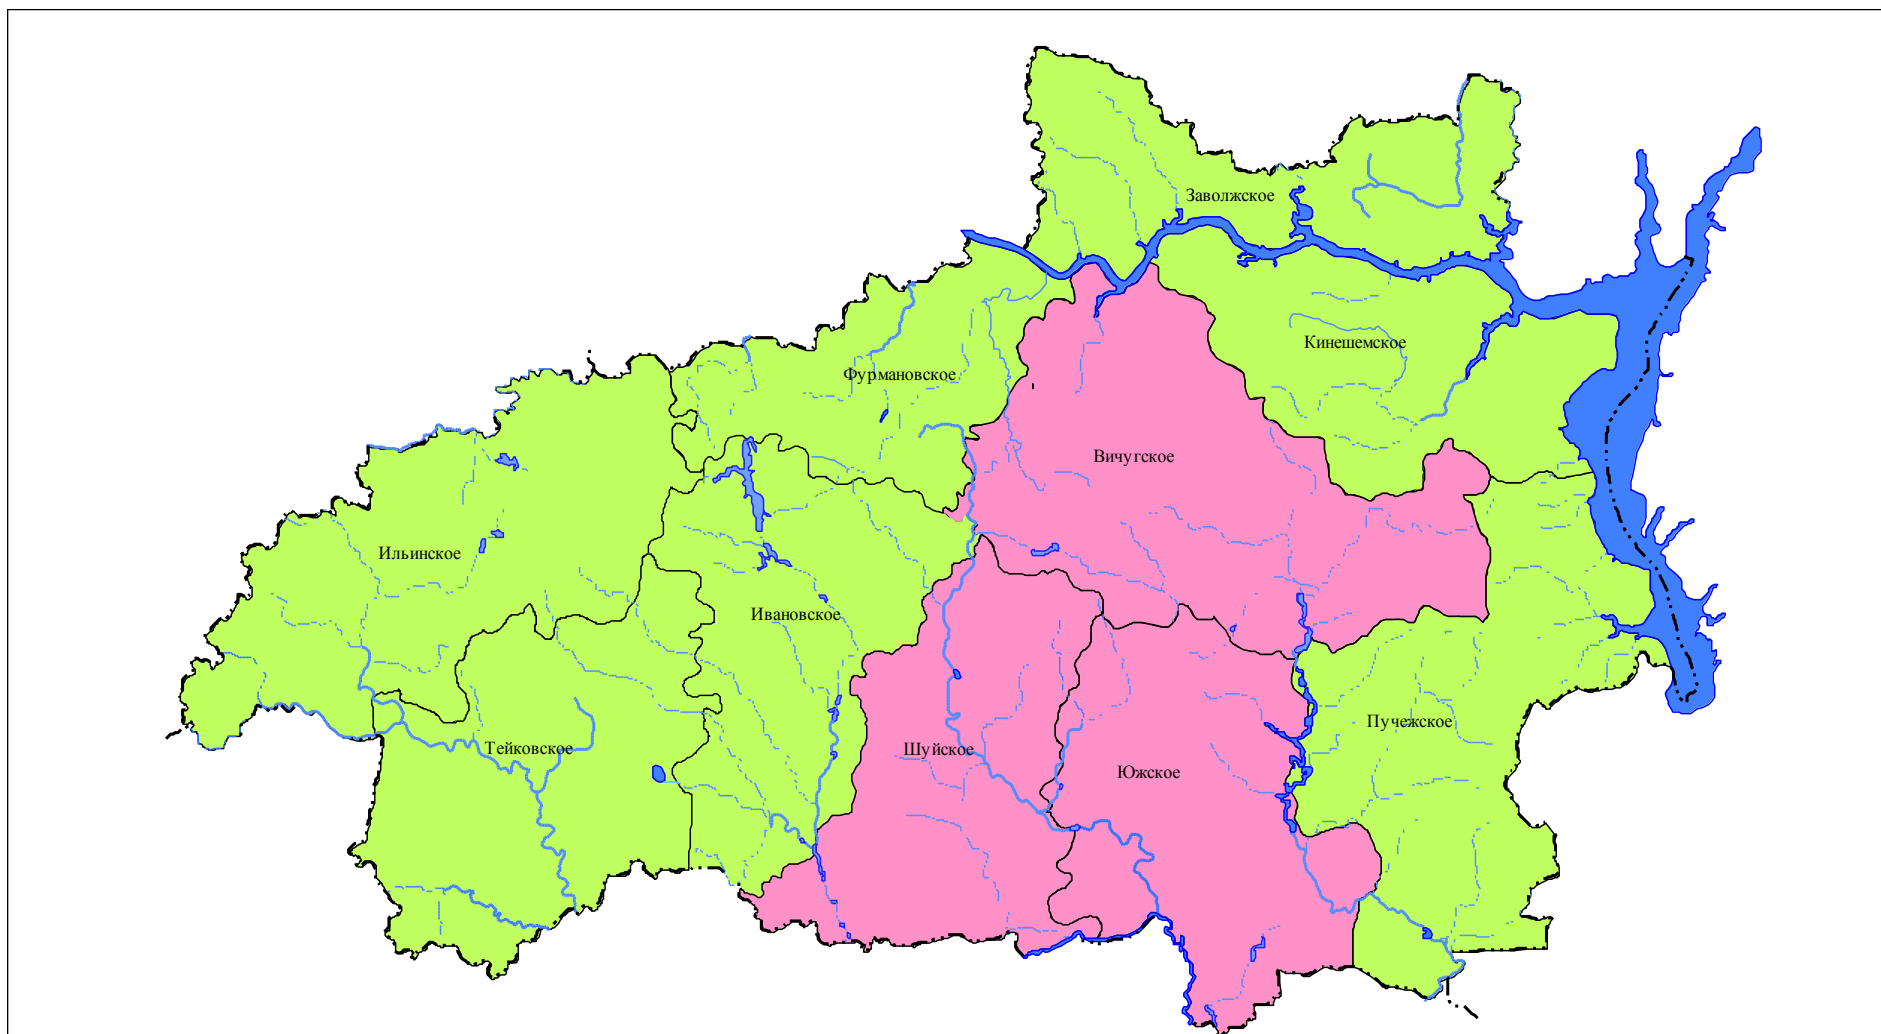 Заволжское
Кинешемское
Фурмановское
Вичугское
Ильинское
Ивановское
Пучежское
Тейковское
Шуйское
Южское